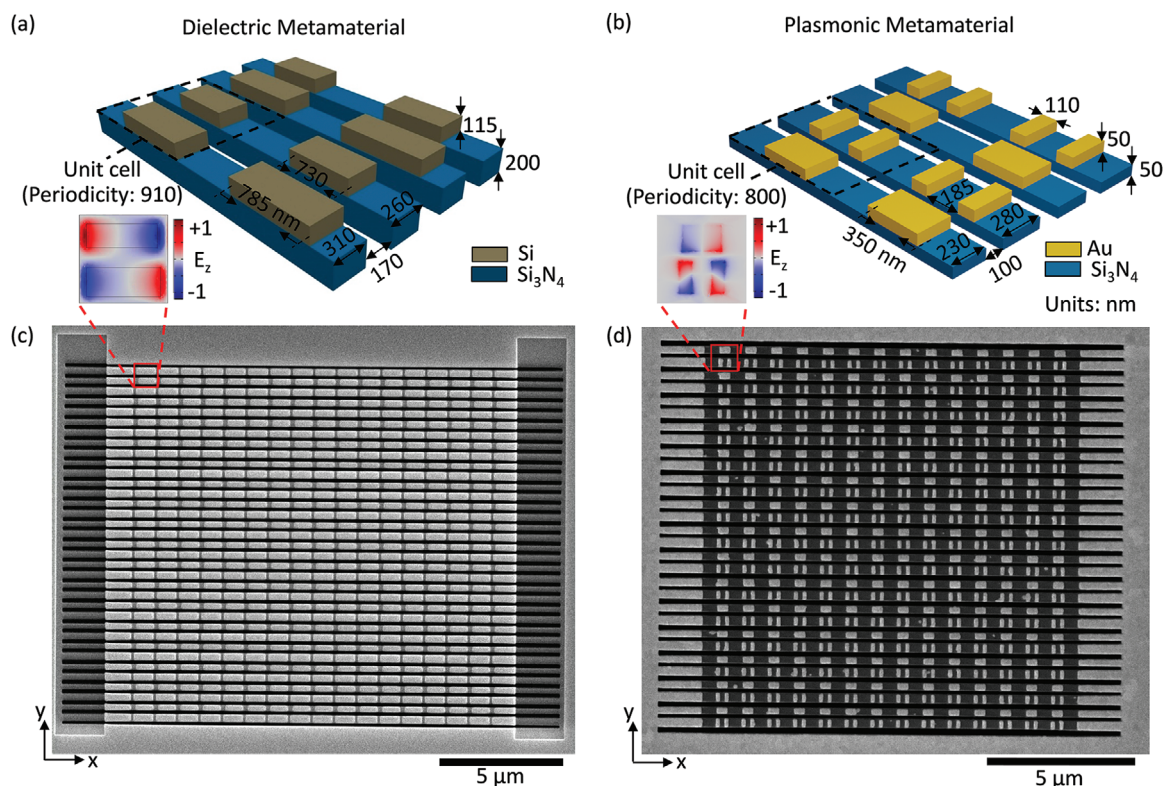 (a)
Dielectric Metamaterial
115
200
Unit cell
(Periodicity: 910)
730
785 nm
260
310
170
+1
E_z
-1
Si
Si₃N₄
(b)
Plasmonic Metamaterial
110
50
50
Unit cell
(Periodicity: 800)
185
280
350 nm
230
100
+1
E_z
-1
Au
Si₃N₄
Units: nm
(c)
y
x
5 μm
(d)
y
x
5 μm